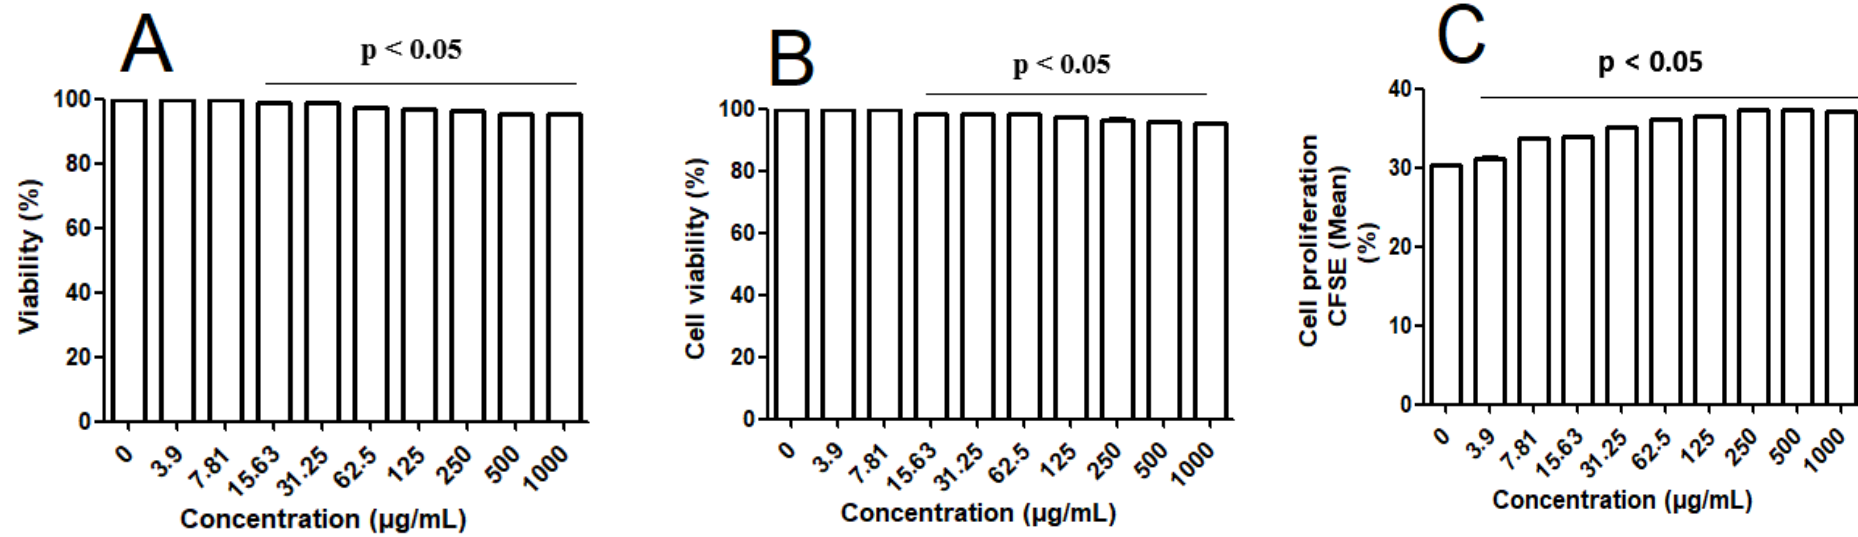 A
p < 0.05
Viability (%)
100
80
60
40
20
0
0 3.9 7.81 15.63 31.25 62.5 125 250 500 1000
Concentration (µg/mL)
B
p < 0.05
Cell viability (%)
100
80
60
40
20
0
0 3.9 7.81 15.63 31.25 62.5 125 250 500 1000
Concentration (µg/mL)
C
p < 0.05
Cell proliferation
CFSE (Mean)
(%)
40
30
20
10
0
0 3.9 7.81 15.63 31.25 62.5 125 250 500 1000
Concentration (µg/mL)